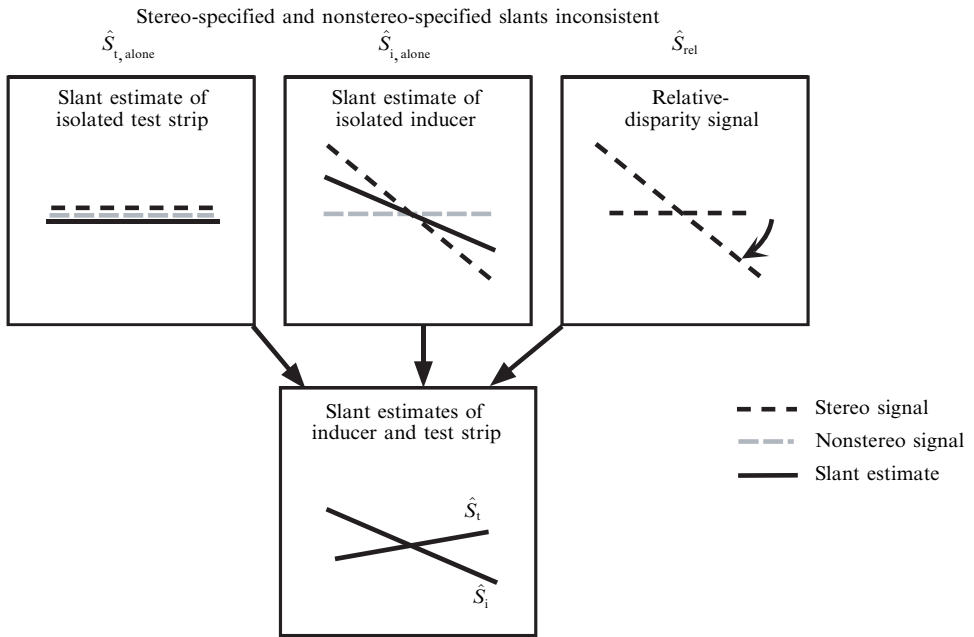 Stereo-specified and nonstereo-specified slants inconsistent
Ŝt, alone
Ŝi, alone
Ŝrel
Slant estimate of
isolated test strip
Slant estimate of
isolated inducer
Relative-
disparity signal
Slant estimates of
inducer and test strip
Ŝt
Ŝi
Stereo signal
Nonstereo signal
Slant estimate